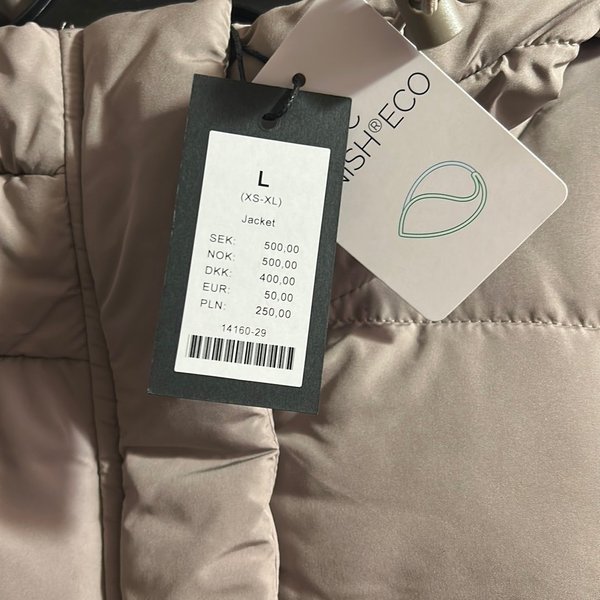 L
(XS-XL)
Jacket
SEK: 500,00
NOK: 500,00
DKK: 400,00
EUR: 50,00
PLN: 250,00
14160-29
ECO